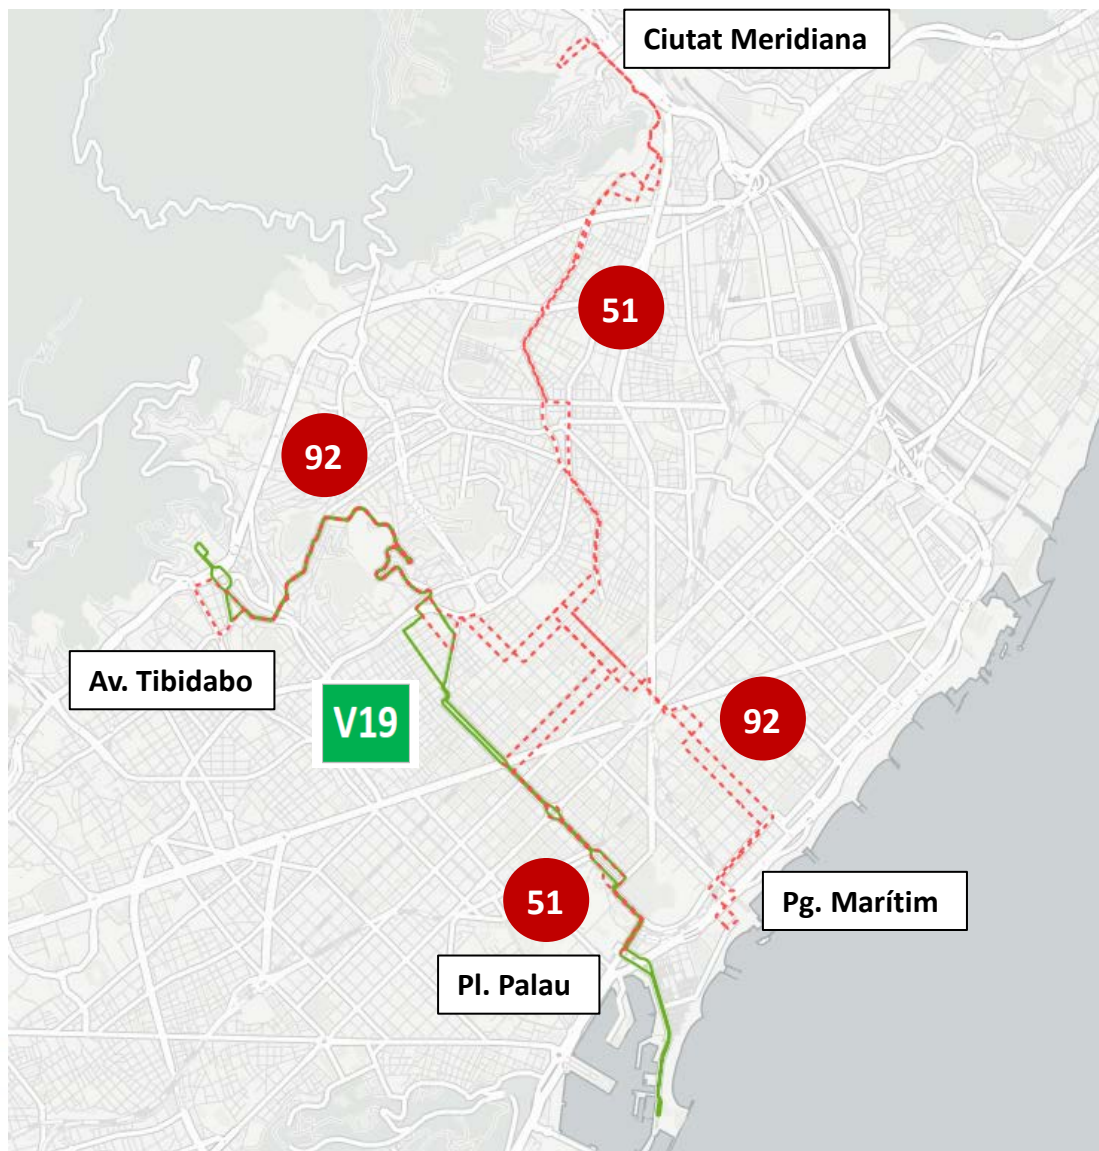 Ciutat Meridiana
51
92
Av. Tibidabo
V19
92
51
Pg. Marítim
Pl. Palau